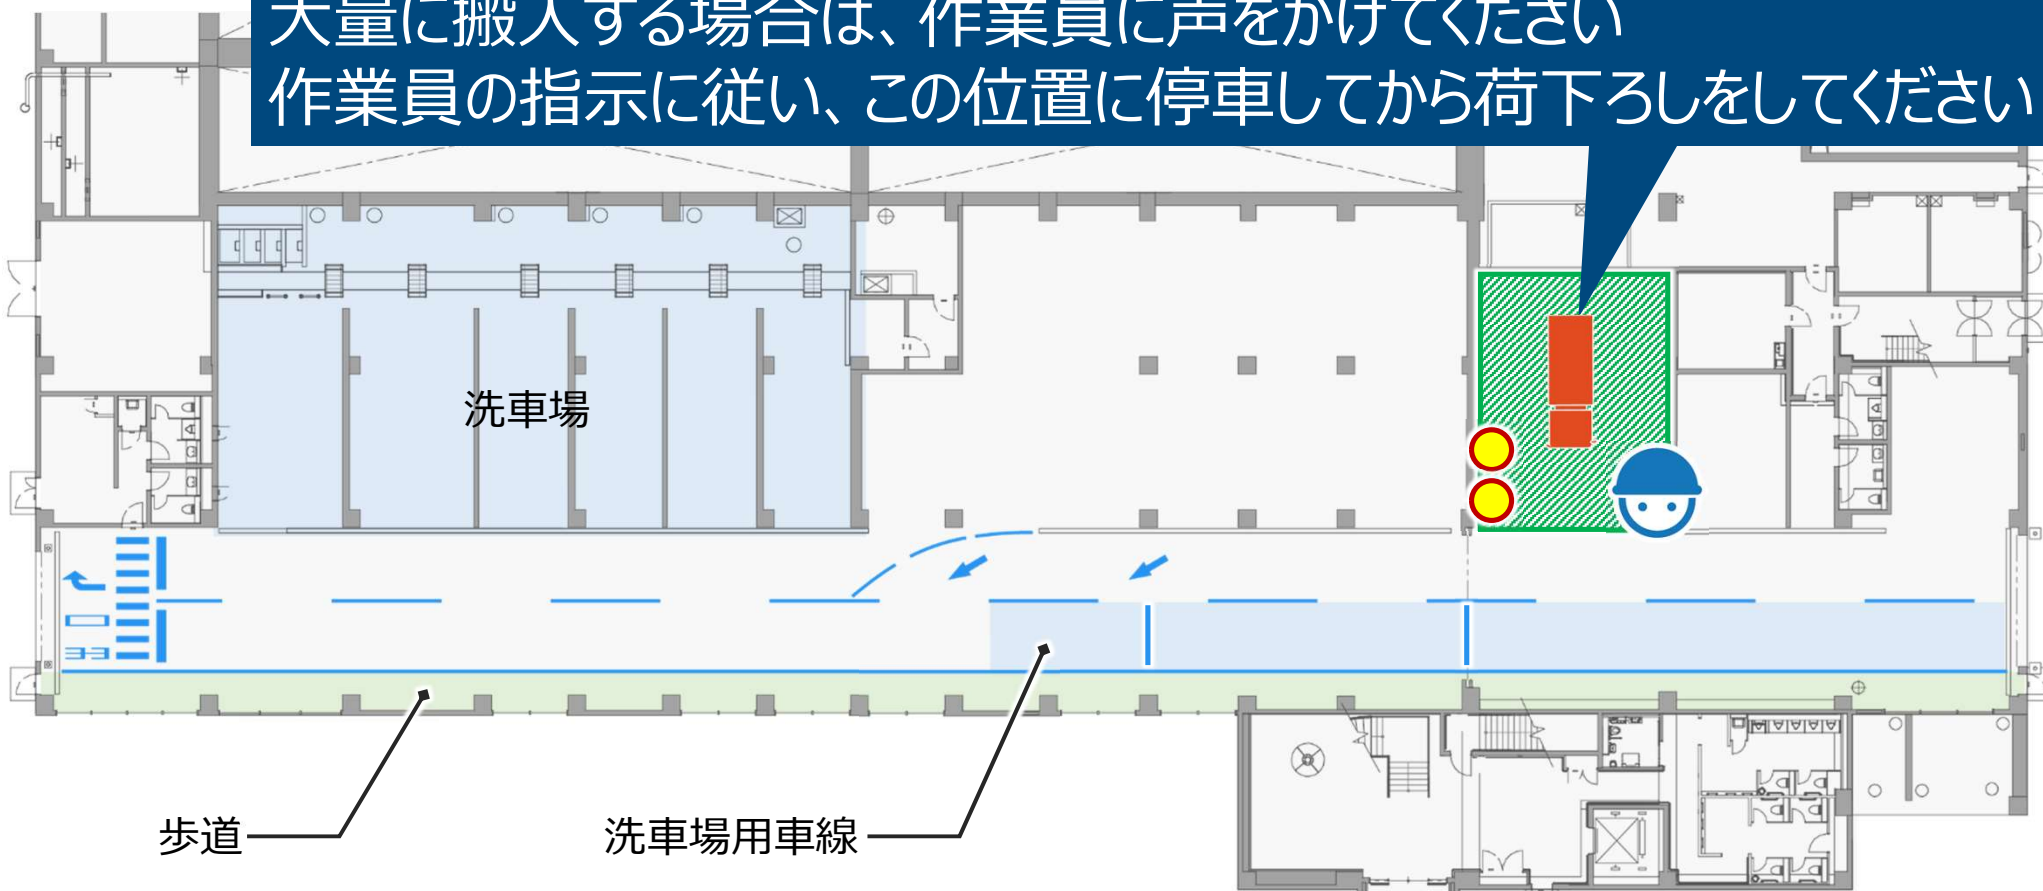 大量に搬入する場合は、作業員に声をかけてください
作業員の指示に従い、この位置に停車してから荷下ろしをしてください
洗車場
歩道
洗車場用車線